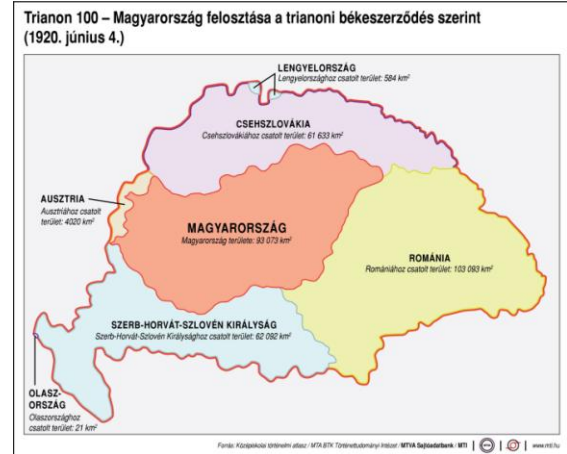 Trianon 100 – Magyarország felosztása a trianoni békeszerződés szerint
(1920. június 4.)
LENGYELORSZÁG
Lengyelországhoz csatolt terület: 584 km²
CSEHSZLOVÁKIA
Csehszlovákiához csatolt terület: 61 633 km²
AUSZTRIA
Ausztriához csatolt
terület: 4020 km²
MAGYARORSZÁG
Magyarország területe: 93 073 km²
ROMÁNIA
Romániához csatolt terület: 103 093 km²
SZERB-HORVÁT-SZLOVÉN KIRÁLYSÁG
Szerb-Horvát-Szlovén Királysághoz csatolt terület: 62 092 km²
OLASZ-
ORSZÁG
Olaszországhoz
csatolt terület: 21 km²
Forrás: Középiskolai történelmi atlasz / MTA BTK Történettudományi Intézet / MTVA Sajtóadatbank / MTI | www.mti.hu